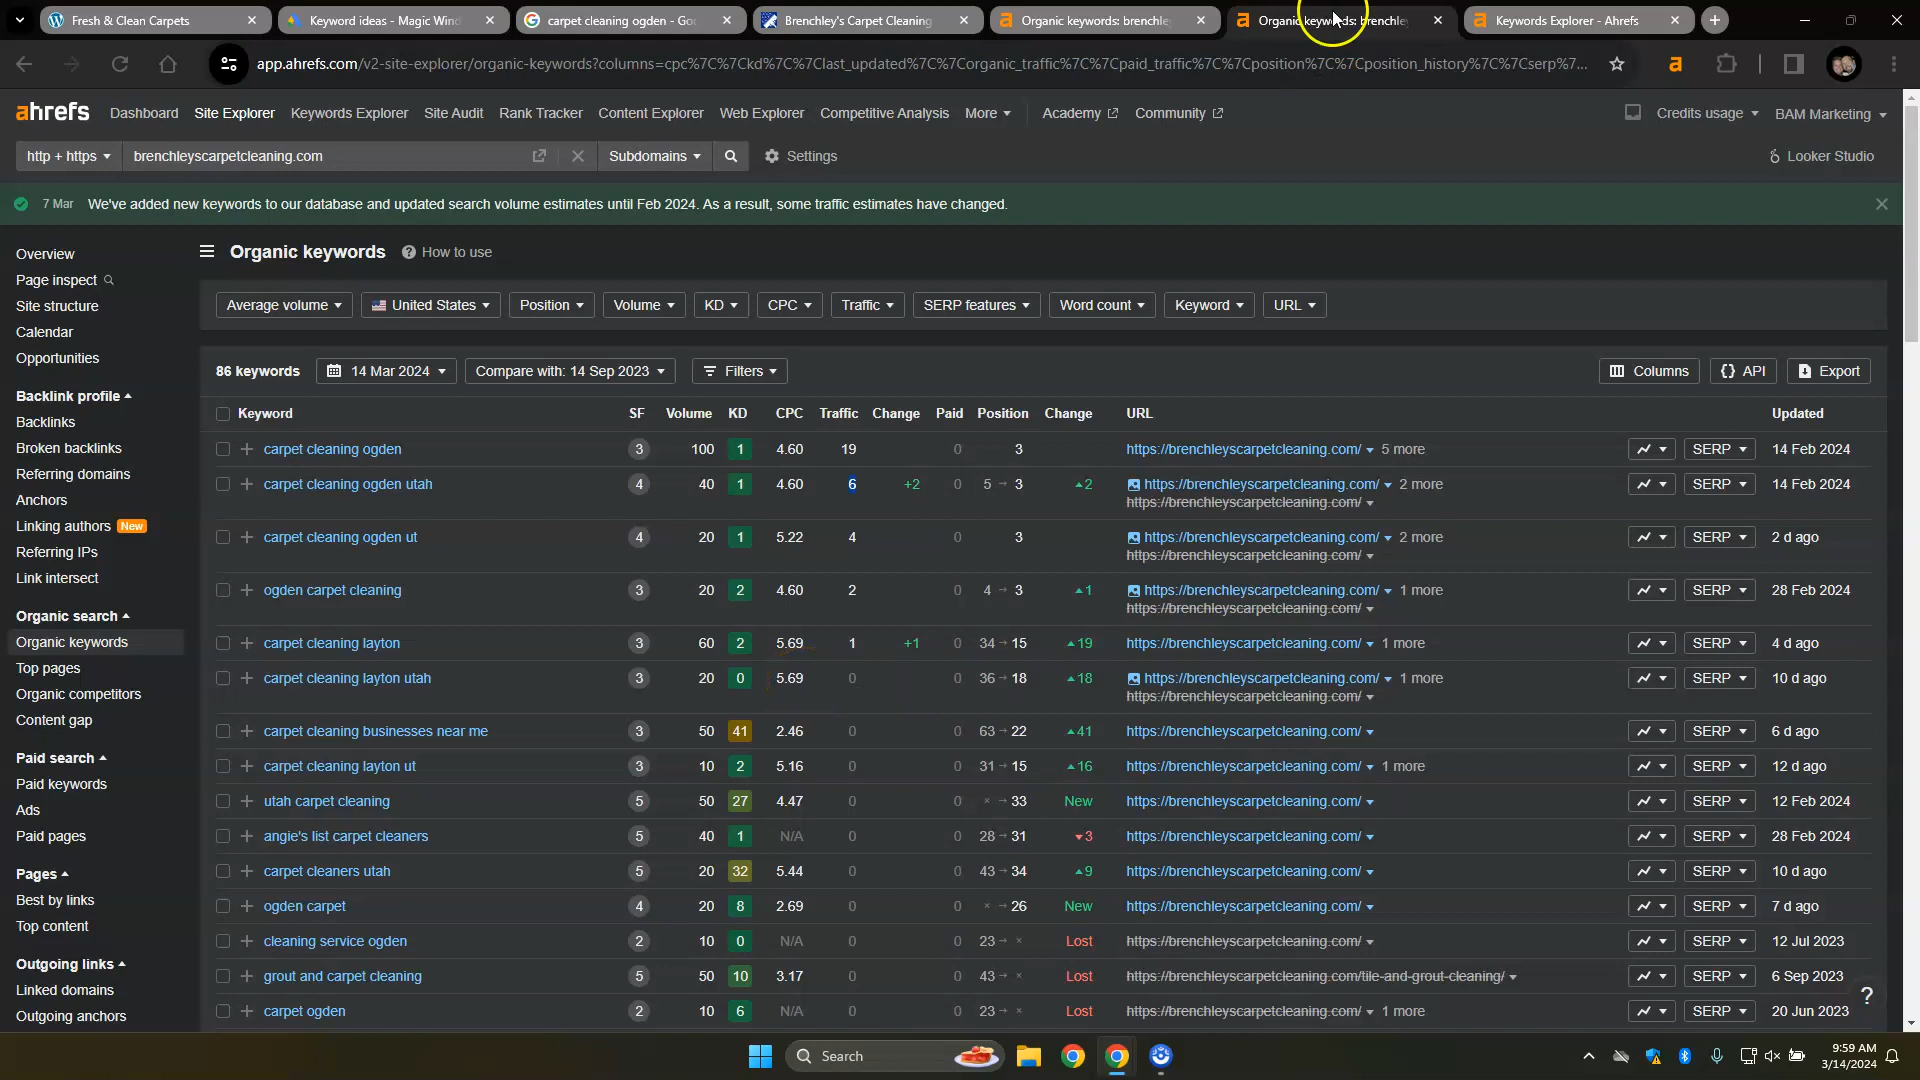 Fresh & Clean Carpets
Keyword ideas - Magic Wind
carpet cleaning ogden - Goo
Brenchley's Carpet Cleaning
Organic keywords: brenchle
Organic keywords: brenchley
Keywords Explorer - Ahrefs
app.ahrefs.com/v2-site-explorer/organic-keywords?columns=cpc%7C%7Ckd%7C%7Clast_updated%7C%7Corganic_traffic%7C%7Cpaid_traffic%7C%7Cposition%7C%7Cposition_history%7C%7Cserp%7...
ahrefs Dashboard Site Explorer Keywords Explorer Site Audit Rank Tracker Content Explorer Web Explorer Competitive Analysis More Academy Community Credits usage BAM Marketing
http + https brenchleyscarpetcleaning.com Subdomains Settings Looker Studio
7 Mar We've added new keywords to our database and updated search volume estimates until Feb 2024. As a result, some traffic estimates have changed.
Overview
Page inspect
Site structure
Calendar
Opportunities
Backlink profile
Backlinks
Broken backlinks
Referring domains
Anchors
Linking authors New
Referring IPs
Link intersect
Organic search
Organic keywords
Top pages
Organic competitors
Content gap
Paid search
Paid keywords
Ads
Paid pages
Pages
Best by links
Top content
Outgoing links
Linked domains
Outgoing anchors
Organic keywords ? How to use
Average volume United States Position Volume KD CPC Traffic SERP features Word count Keyword URL
86 keywords 14 Mar 2024 Compare with: 14 Sep 2023 Filters Columns {} API Export
Keyword SF Volume KD CPC Traffic Change Paid Position Change URL Updated
carpet cleaning ogden 3 100 1 4.60 19 0 3 https://brenchleyscarpetcleaning.com/ 5 more SERP 14 Feb 2024
carpet cleaning ogden utah 4 40 1 4.60 6 +2 0 5 → 3 ▲2 https://brenchleyscarpetcleaning.com/ 2 more SERP 14 Feb 2024
https://brenchleyscarpetcleaning.com/
carpet cleaning ogden ut 4 20 1 5.22 4 0 3 https://brenchleyscarpetcleaning.com/ 2 more SERP 2 d ago
https://brenchleyscarpetcleaning.com/
ogden carpet cleaning 3 20 2 4.60 2 0 4 → 3 ▲1 https://brenchleyscarpetcleaning.com/ 1 more SERP 28 Feb 2024
https://brenchleyscarpetcleaning.com/
carpet cleaning layton 3 60 2 5.69 1 +1 0 34 → 15 ▲19 https://brenchleyscarpetcleaning.com/ 1 more SERP 4 d ago
carpet cleaning layton utah 3 20 0 5.69 0 0 36 → 18 ▲18 https://brenchleyscarpetcleaning.com/ 1 more SERP 10 d ago
https://brenchleyscarpetcleaning.com/
carpet cleaning businesses near me 3 50 41 2.46 0 0 63 → 22 ▲41 https://brenchleyscarpetcleaning.com/ SERP 6 d ago
carpet cleaning layton ut 3 10 2 5.16 0 0 31 → 15 ▲16 https://brenchleyscarpetcleaning.com/ 1 more SERP 12 d ago
utah carpet cleaning 5 50 27 4.47 0 0 × → 33 New https://brenchleyscarpetcleaning.com/ SERP 12 Feb 2024
angie's list carpet cleaners 5 40 1 N/A 0 0 28 → 31 ▼3 https://brenchleyscarpetcleaning.com/ SERP 28 Feb 2024
carpet cleaners utah 5 20 32 5.44 0 0 43 → 34 ▲9 https://brenchleyscarpetcleaning.com/ SERP 10 d ago
ogden carpet 4 20 8 2.69 0 0 × → 26 New https://brenchleyscarpetcleaning.com/ SERP 7 d ago
cleaning service ogden 2 10 0 N/A 0 0 23 → × Lost https://brenchleyscarpetcleaning.com/ SERP 12 Jul 2023
grout and carpet cleaning 5 50 10 3.17 0 0 43 → × Lost https://brenchleyscarpetcleaning.com/tile-and-grout-cleaning/ SERP 6 Sep 2023
carpet ogden 2 10 6 N/A 0 0 23 → × Lost https://brenchleyscarpetcleaning.com/ 1 more SERP 20 Jun 2023
?
Search
9:59 AM
3/14/2024